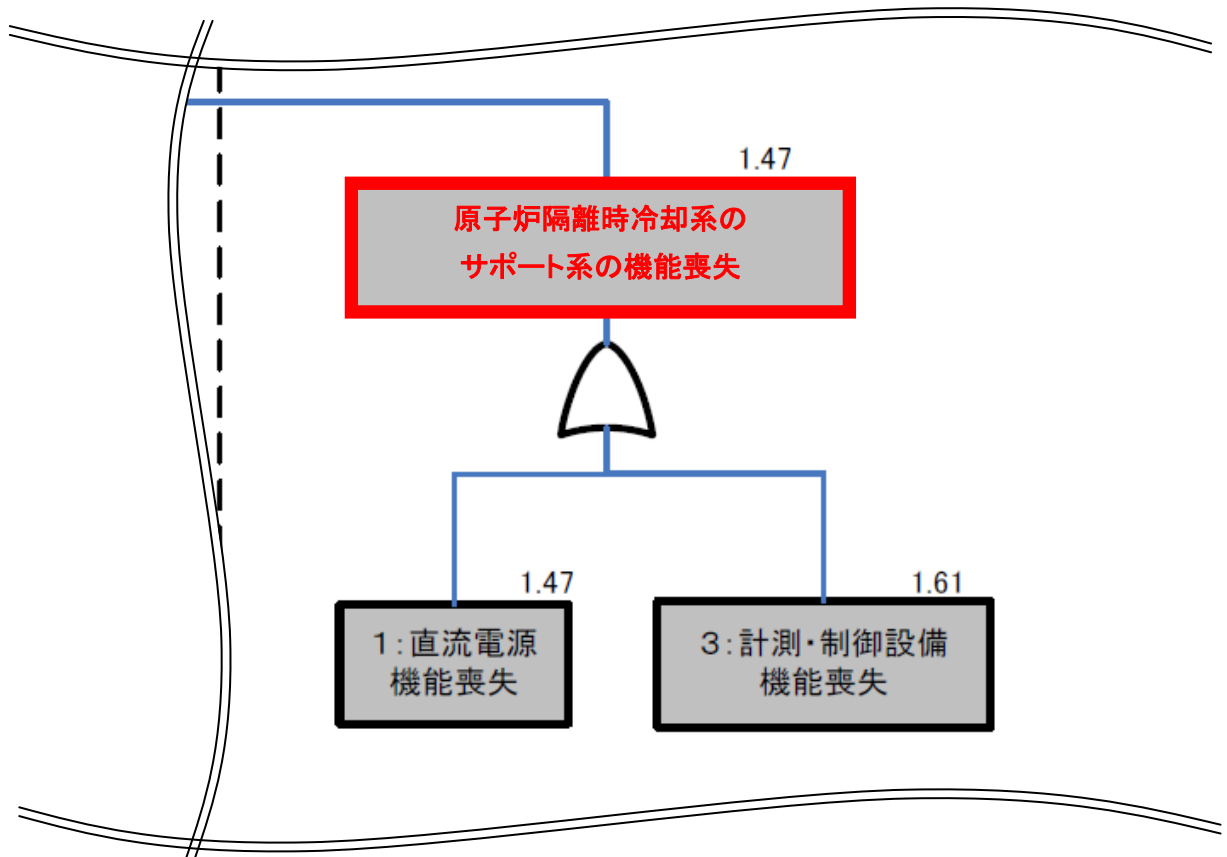 1.47
原子炉隔離時冷却系の
サポート系の機能喪失
1.47
1:直流電源
機能喪失
1.61
3:計測・制御設備
機能喪失